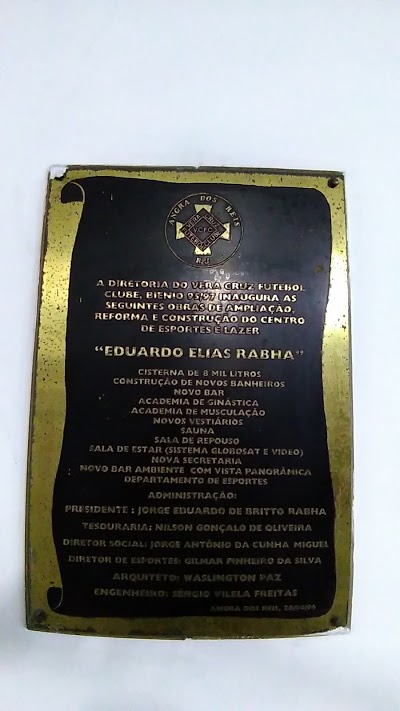 ANGRA DOS REIS
VERA CRUZ
VCFC
RJ
A DIRETORIA DO VERA CRUZ FUTEBOL
CLUBE, BIENIO 95/97 INAUGURA AS
SEGUINTES OBRAS DE AMPLIAÇÃO,
REFORMA E CONSTRUÇÃO DO CENTRO
DE ESPORTES E LAZER
"EDUARDO ELIAS RABHA"
CISTERNA DE 8 MIL LITROS
CONSTRUÇÃO DE NOVOS BANHEIROS
NOVO BAR
ACADEMIA DE GINÁSTICA
ACADEMIA DE MUSCULAÇÃO
NOVOS VESTIÁRIOS
SAUNA
SALA DE REPOUSO
SALA DE ESTAR (SISTEMA GLOBOSAT E VIDEO)
NOVA SECRETARIA
NOVO BAR AMBIENTE COM VISTA PANORÂMICA
DEPARTAMENTO DE ESPORTES
ADMINISTRAÇÃO:
PRESIDENTE : JORGE EDUARDO DE BRITTO RABHA
TESOURARIA: NILSON GONÇALO DE OLIVEIRA
DIRETOR SOCIAL: JORGE ANTÔNIO DA CUNHA MIGUEL
DIRETOR DE ESPORTES: GILMAR PINHEIRO DA SILVA
ARQUITETO: WASLINGTON PAZ
ENGENHEIRO: SÉRGIO VILELA FREITAS
ANGRA DOS REIS,